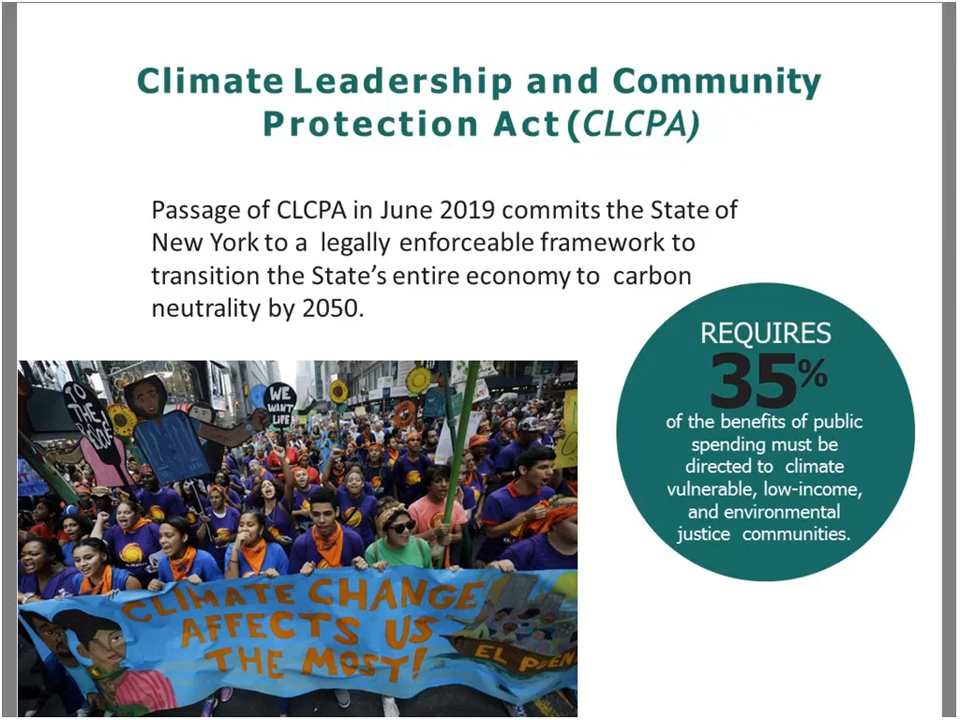 Climate Leadership and Community
Protection Act (CLCPA)
Passage of CLCPA in June 2019 commits the State of
New York to a legally enforceable framework to
transition the State's entire economy to carbon
neutrality by 2050.
REQUIRES
35%
of the benefits of public
spending must be
directed to climate
vulnerable, low-income,
and environmental
justice communities.
TO
THE
WE
WANT
LIFE
CLIMATE CHANGE
AFFECTS US
THE MOST!
EL PUEN